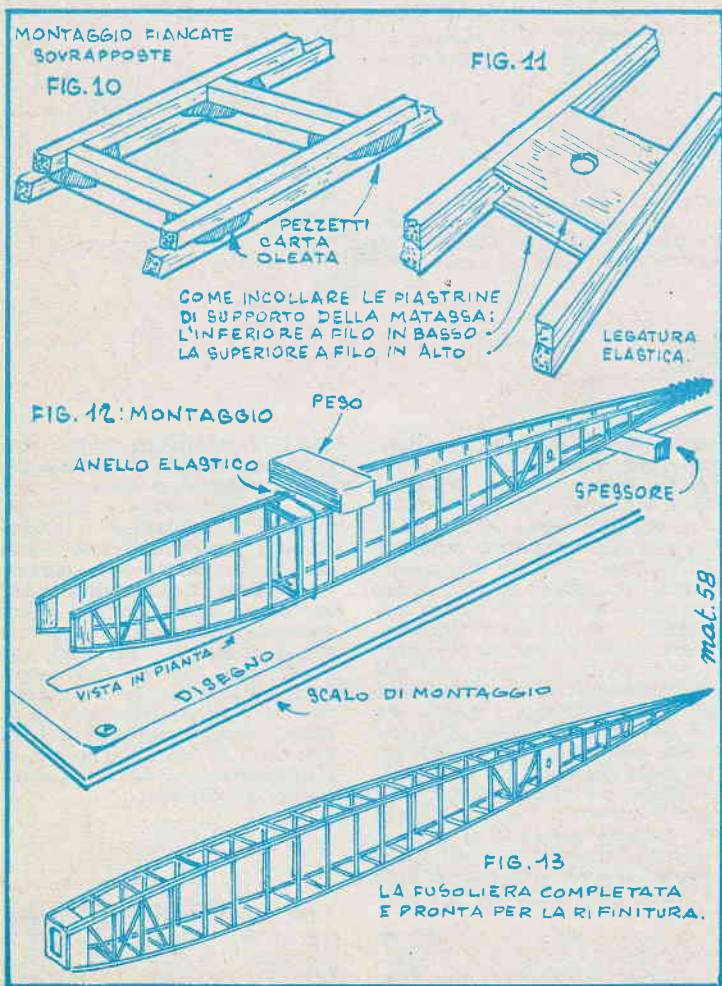 MONTAGGIO FIANCATE
SOVRAPPOSTE
FIG. 10
PEZZETTI
CARTA
OLEATA
FIG. 11
COME INCOLLARE LE PIASTRINE
DI SUPPORTO DELLA MATASSA:
L'INFERIORE A FILO IN BASSO -
LA SUPERIORE A FILO IN ALTO
LEGATURA
ELASTICA.
FIG. 12: MONTAGGIO
PESO
ANELLO ELASTICO
SPESSORE
VISTA IN PIANTA
DISEGNO
SCALO DI MONTAGGIO
mat. 58
FIG. 13
LA FUSOLIERA COMPLETATA
E PRONTA PER LA RIFINITURA.